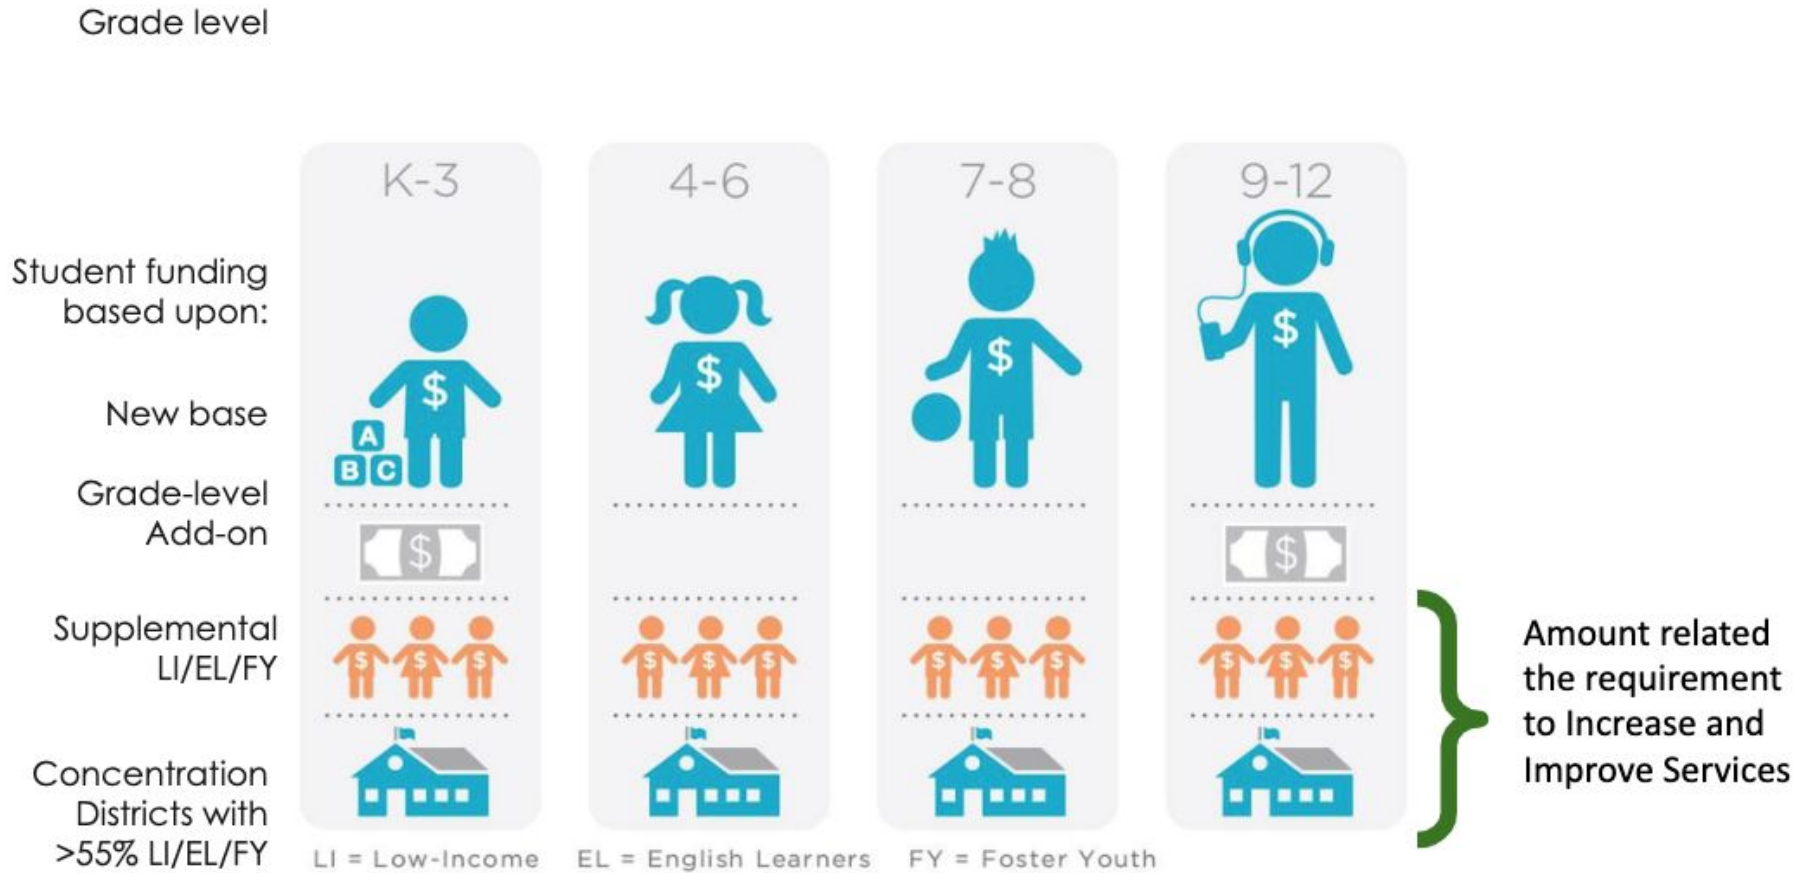 Grade level
K-3
4-6
7-8
9-12
Student funding
based upon:
$
$
$
$
New base
A
B C
Grade-level
Add-on
$
$
Supplemental
LI/EL/FY
$ $ $
$ $ $
$ $ $
$ $ $
Amount related
the requirement
to Increase and
Improve Services
Concentration
Districts with
>55% LI/EL/FY
LI = Low-Income EL = English Learners FY = Foster Youth